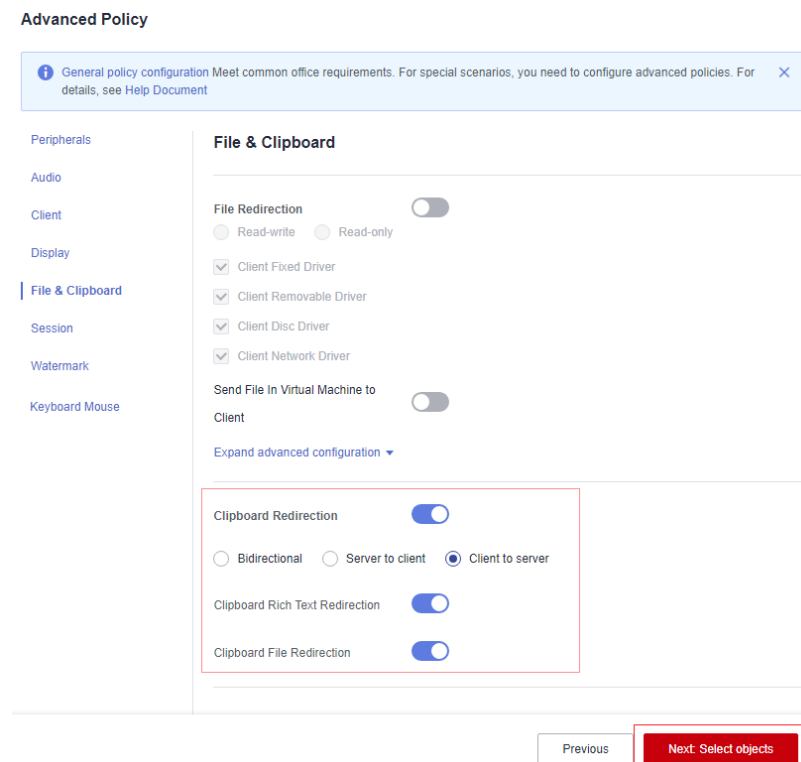 Advanced Policy
General policy configuration Meet common office requirements. For special scenarios, you need to configure advanced policies. For
details, see Help Document
Peripherals
Audio
Client
Display
File & Clipboard
Session
Watermark
Keyboard Mouse
File & Clipboard
File Redirection
Read-write Read-only
Client Fixed Driver
Client Removable Driver
Client Disc Driver
Client Network Driver
Send File In Virtual Machine to
Client
Expand advanced configuration
Clipboard Redirection
Bidirectional Server to client Client to server
Clipboard Rich Text Redirection
Clipboard File Redirection
Previous Next: Select objects